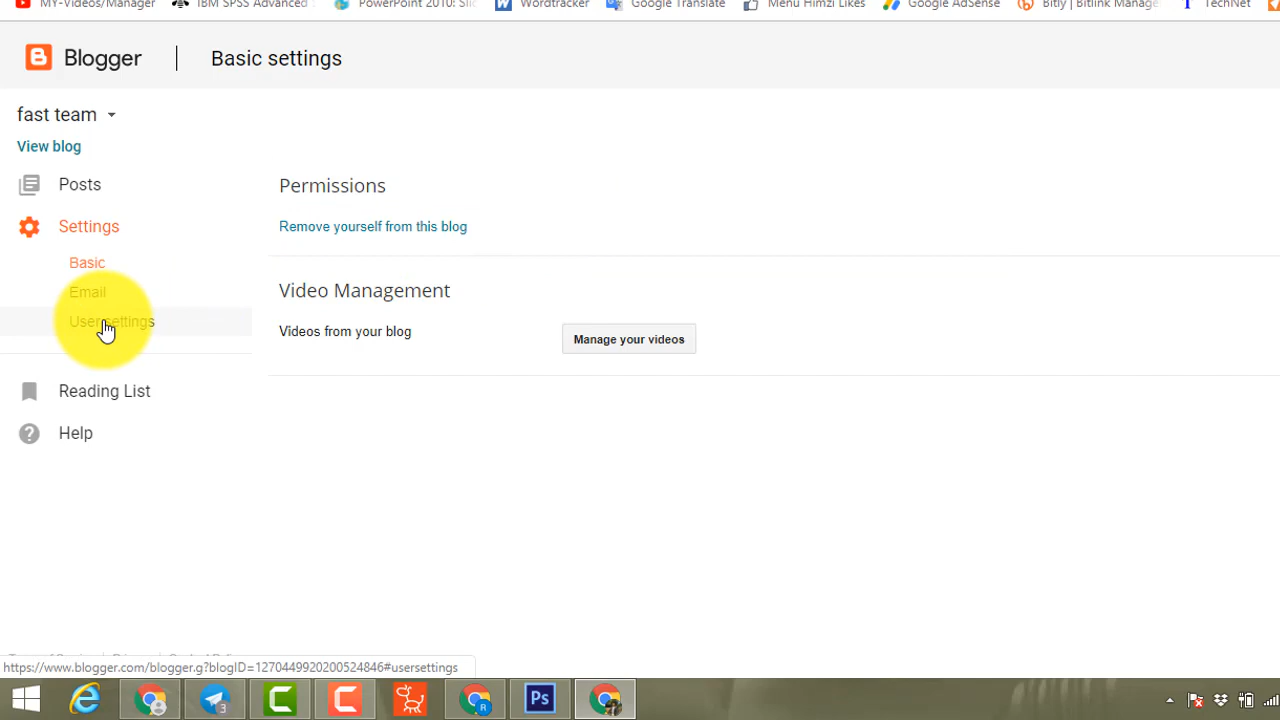 MY-Videos/Manager
IBM SPSS Advanced
PowerPoint 2010:
Wordtracker
Google Translate
Menu Himzi Likes
Google AdSense
Bitly | Bitlink Manage
TechNet
Blogger
Basic settings
fast team
View blog
Posts
Settings
Basic
Email
User settings
Reading List
Help
Permissions
Remove yourself from this blog
Video Management
Videos from your blog
Manage your videos
https://www.blogger.com/blogger.g?blogID=1270449920200524846#usersettings
3
R
Ps